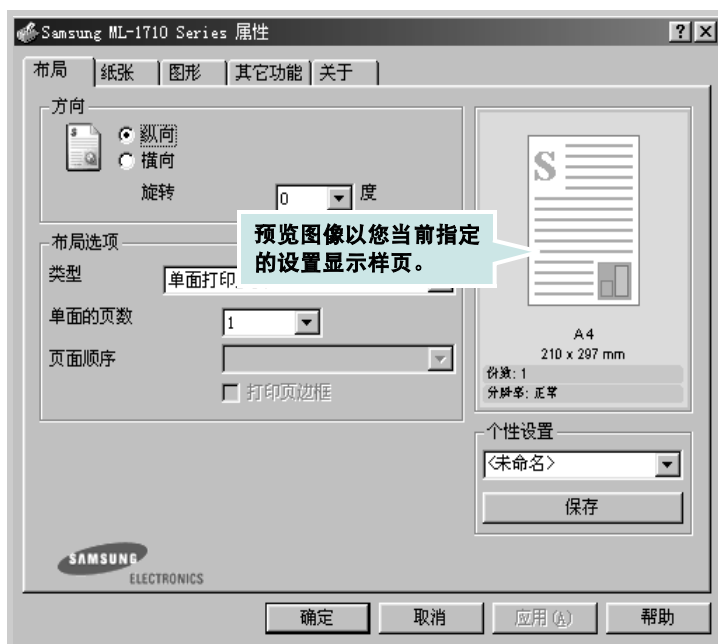 Samsung ML-1710 Series 属性
布局 纸张 图形 其它功能 关于
方向
纵向
横向
旋转 0 度
预览图像以您当前指定
的设置显示样页。
布局选项
类型 单面打印
单面的页数 1
页面顺序
打印页边框
S
A4
210 x 297 mm
份数: 1
分辨率: 正常
个性设置
<未命名>
保存
SAMSUNG
ELECTRONICS
确定 取消 应用(A) 帮助